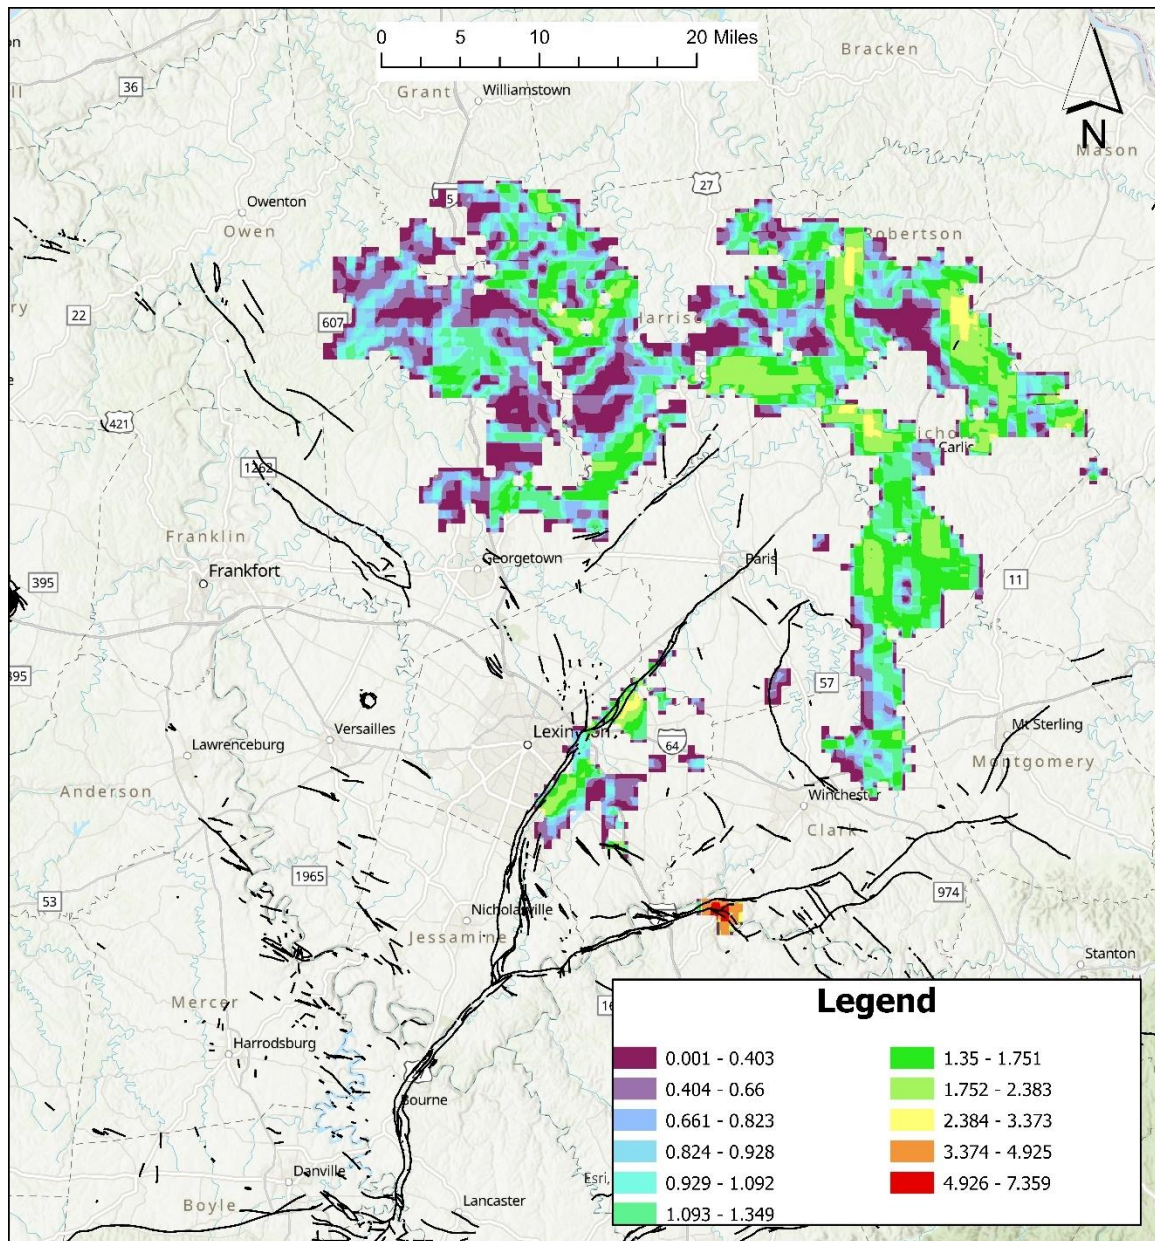 0 5 10 20 Miles
Bracken
36
Grant
Williamstown
N
Mason
27
Owenton
Owen
Robertson
22
607
421
Carlis
1262
Franklin
Frankfort
Georgetown
Paris
395
11
395
57
Mt Sterling
Versailles
Lexin
64
Lawrenceburg
Montgomery
Anderson
Winchester
Clark
1965
53
974
Nicholasville
Jessamine
Stanton
Mercer
Harrodsburg
Bourne
Danville
Boyle
Lancaster
Esri,
Legend
0.001 - 0.403
0.404 - 0.66
0.661 - 0.823
0.824 - 0.928
0.929 - 1.092
1.093 - 1.349
1.35 - 1.751
1.752 - 2.383
2.384 - 3.373
3.374 - 4.925
4.926 - 7.359